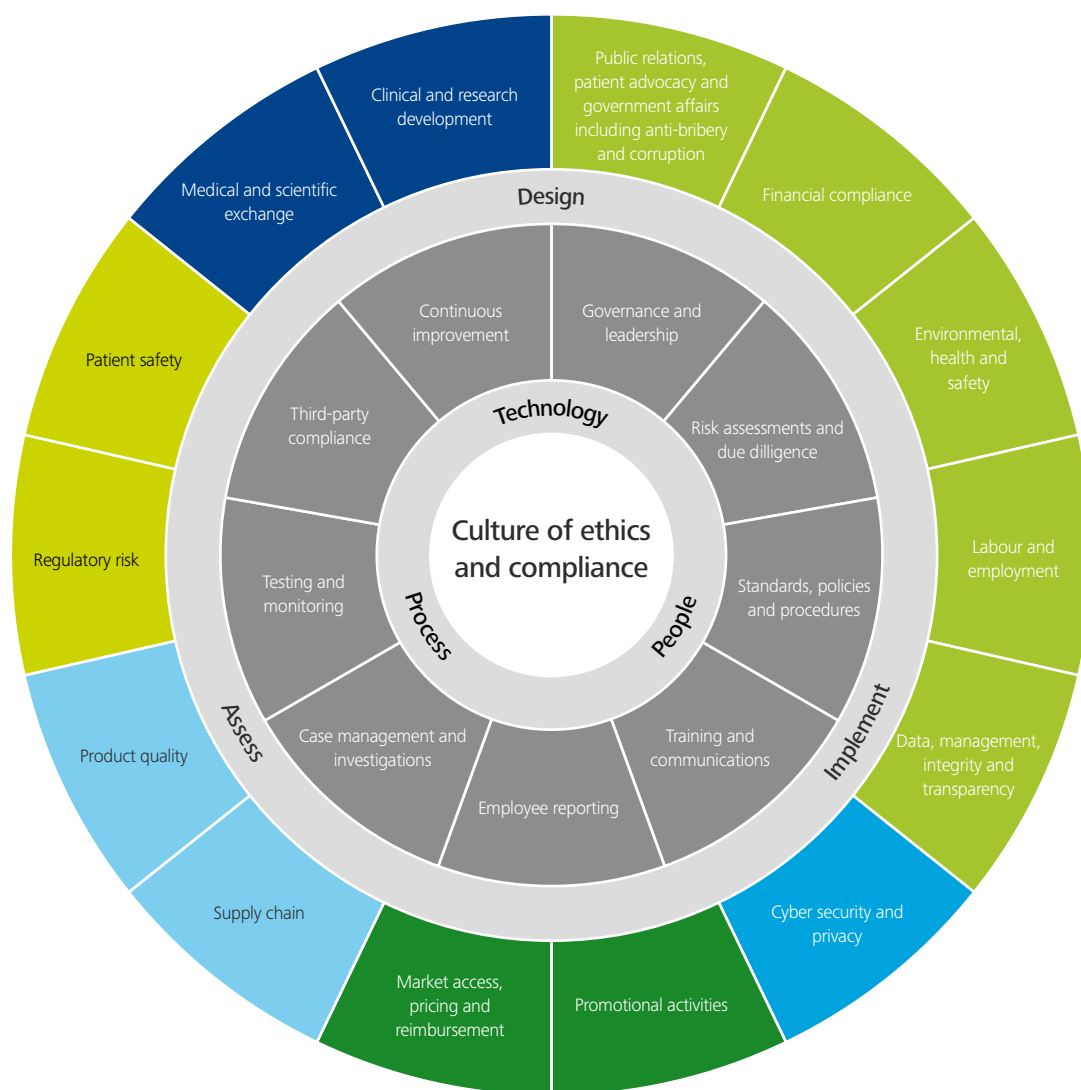 Clinical and research
development
Public relations,
patient advocacy and
government affairs
including anti-bribery
and corruption
Medical and scientific
exchange
Financial compliance
Design
Continuous
improvement
Governance and
leadership
Patient safety
Environmental,
health and
safety
Third-party
compliance
Technology
Risk assessments and
due dilligence
Culture of ethics
and compliance
Regulatory risk
Labour and
employment
Testing and
monitoring
Standards, policies
and procedures
Process
People
Assess
Implement
Product quality
Case management and
investigations
Training and
communications
Data, management,
integrity and
transparency
Employee reporting
Supply chain
Cyber security and
privacy
Market access,
pricing and
reimbursement
Promotional activities